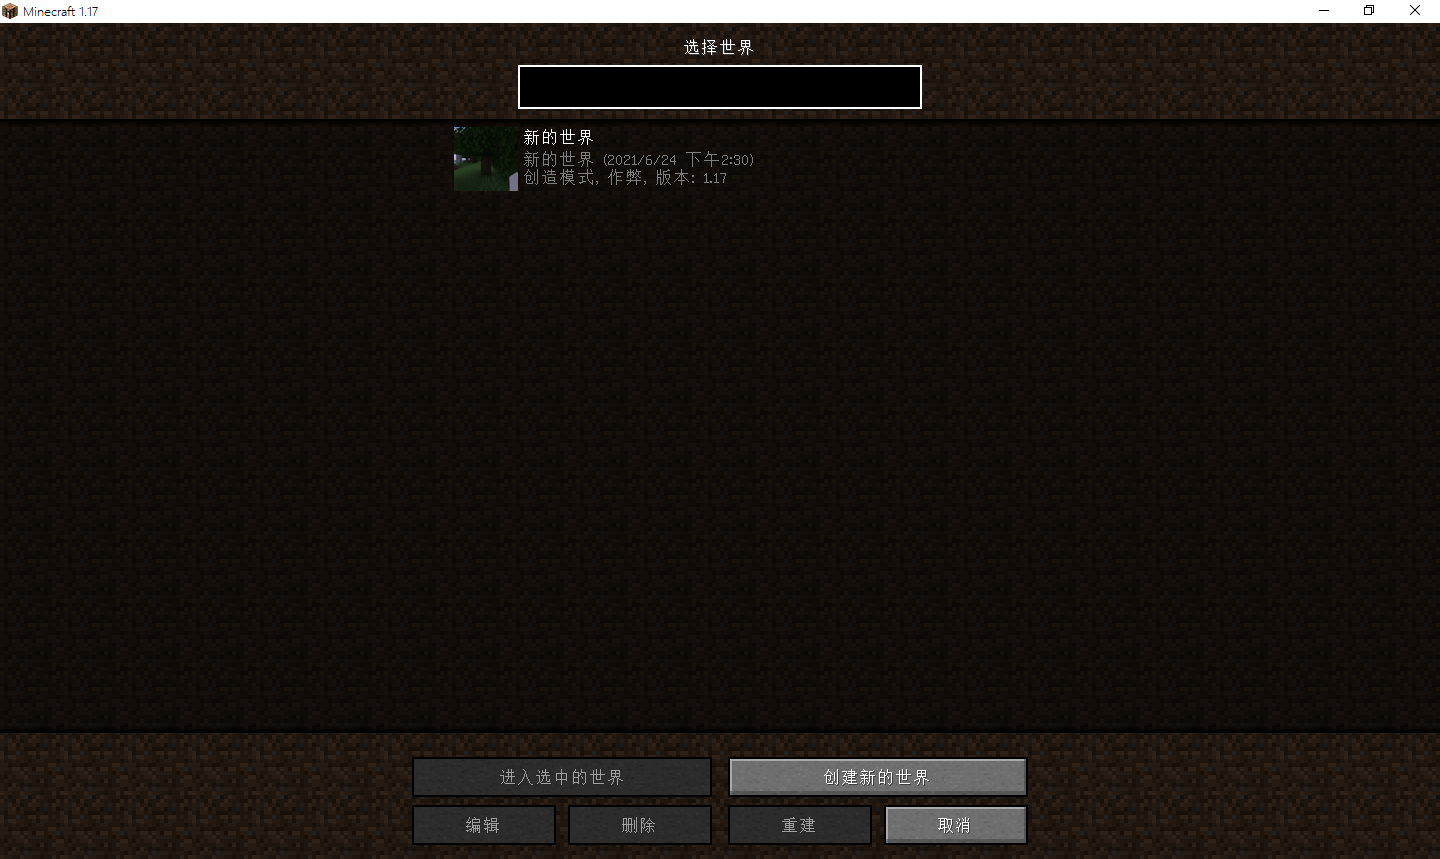 Minecraft 1.17
选择世界
新的世界
新的世界 (2021/6/24 下午2:30)
创造模式, 作弊, 版本: 1.17
进入选中的世界
创建新的世界
编辑
删除
重建
取消